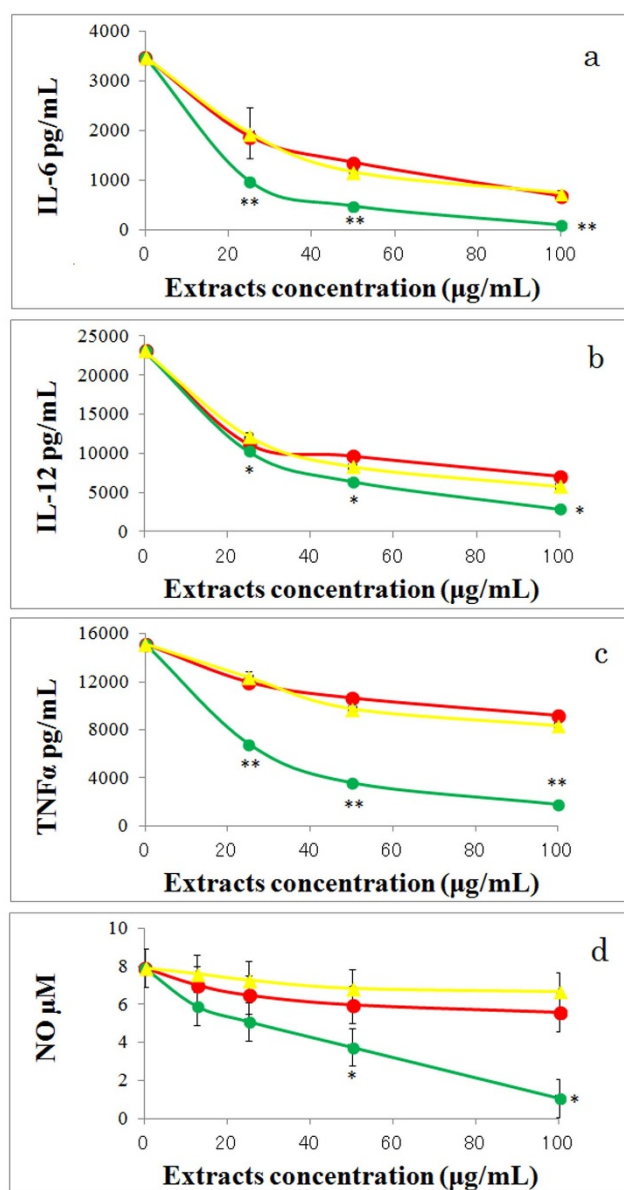 a
IL-6 pg/mL
4000
3000
2000
1000
0
** ** **
0 20 40 60 80 100
Extracts concentration (µg/mL)
b
IL-12 pg/mL
25000
20000
15000
10000
5000
0
* * *
0 20 40 60 80 100
Extracts concentration (µg/mL)
c
TNFα pg/mL
16000
12000
8000
4000
0
** ** **
0 20 40 60 80 100
Extracts concentration (µg/mL)
d
NO µM
10
8
6
4
2
0
* *
0 20 40 60 80 100
Extracts concentration (µg/mL)